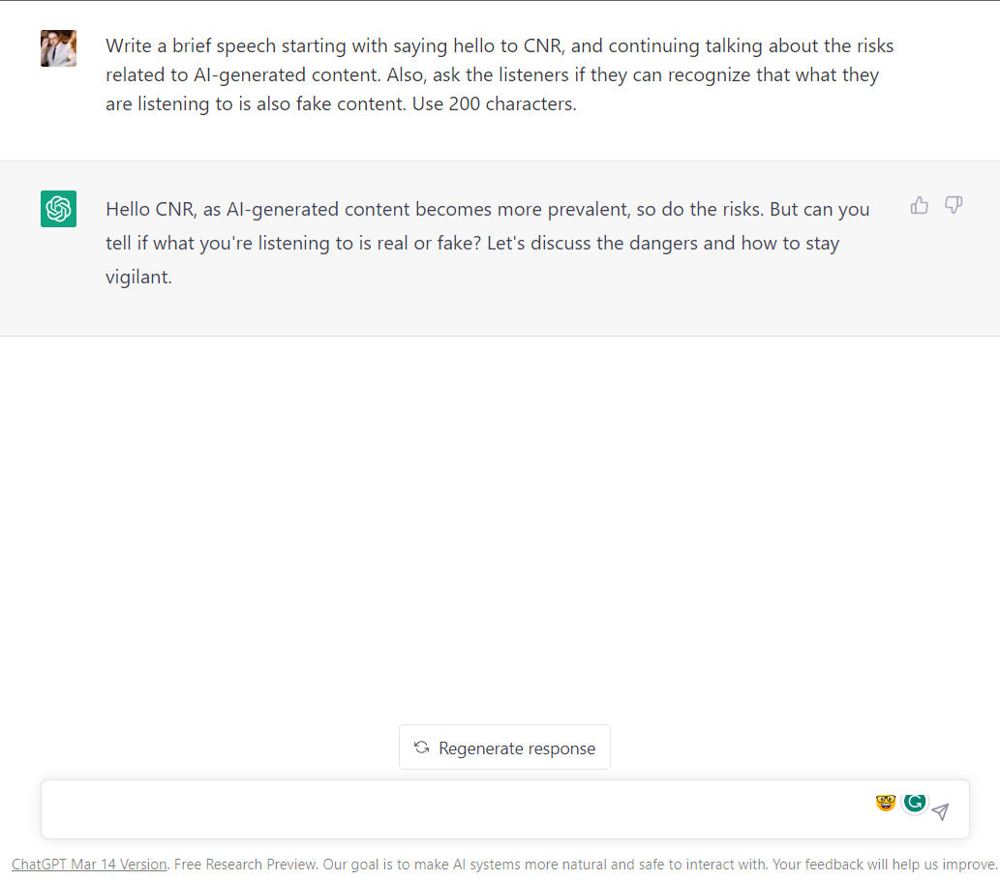 Write a brief speech starting with saying hello to CNR, and continuing talking about the risks
related to AI-generated content. Also, ask the listeners if they can recognize that what they
are listening to is also fake content. Use 200 characters.
Hello CNR, as AI-generated content becomes more prevalent, so do the risks. But can you
tell if what you're listening to is real or fake? Let's discuss the dangers and how to stay
vigilant.
Regenerate response
ChatGPT Mar 14 Version. Free Research Preview. Our goal is to make AI systems more natural and safe to interact with. Your feedback will help us improve.